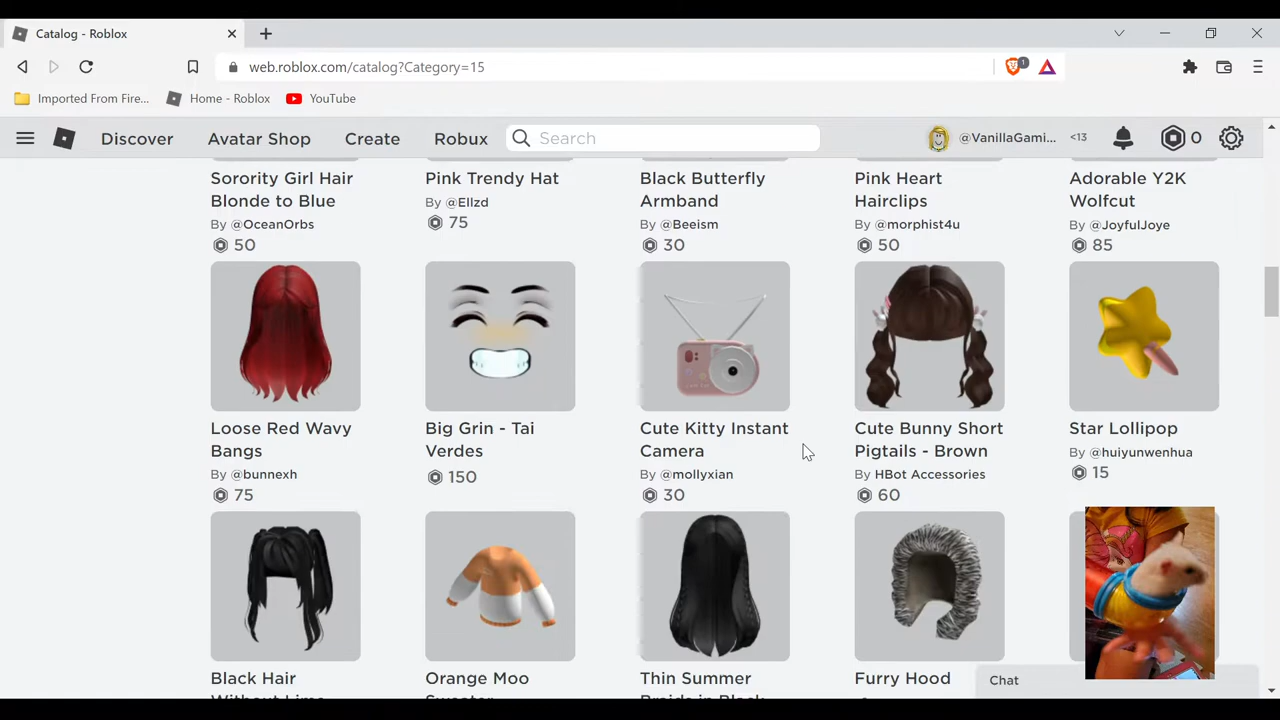 Catalog - Roblox
web.roblox.com/catalog?Category=15
1
Imported From Fire...
Home - Roblox
YouTube
Discover
Avatar Shop
Create
Robux
Search
@VanillaGami...
<13
0
Sorority Girl Hair
Blonde to Blue
By @OceanOrbs
50
Pink Trendy Hat
By @Ellzd
75
Black Butterfly
Armband
By @Beeism
30
Pink Heart
Hairclips
By @morphist4u
50
Adorable Y2K
Wolfcut
By @JoyfulJoye
85
Loose Red Wavy
Bangs
By @bunnexh
75
Big Grin - Tai
Verdes
150
Cute Kitty Instant
Camera
By @mollyxian
30
Cute Bunny Short
Pigtails - Brown
By HBot Accessories
60
Star Lollipop
By @huiyunwenhua
15
Black Hair
Orange Moo
Sweater
Thin Summer
Braids in Black
Furry Hood
Chat